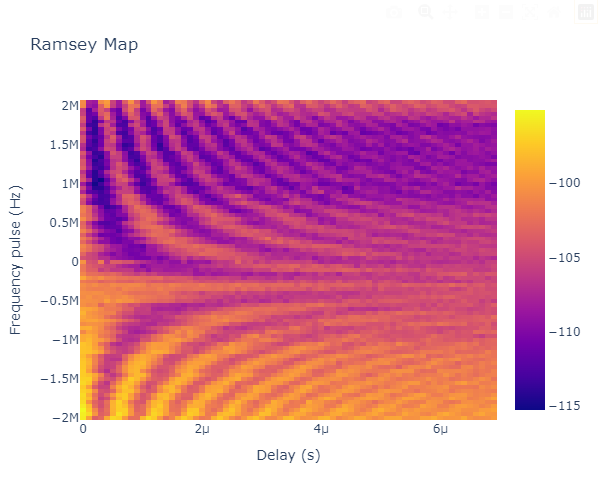 Ramsey Map
2M
1.5M
1M
0.5M
0
−0.5M
−1M
−1.5M
−2M
Frequency pulse (Hz)
0
2μ
4μ
6μ
Delay (s)
−100
−105
−110
−115